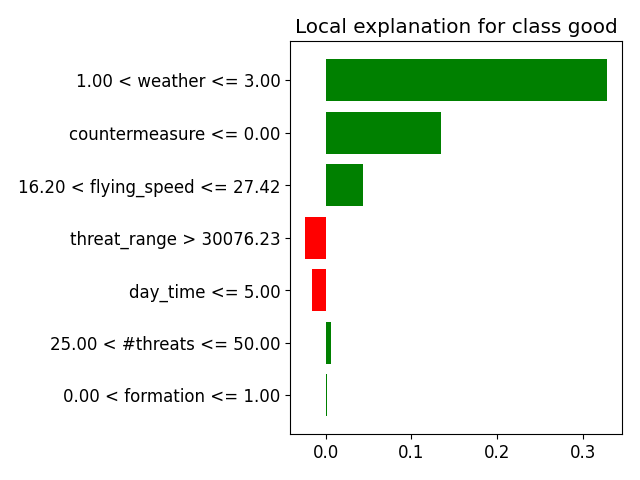 Local explanation for class good
1.00 < weather <= 3.00
countermeasure <= 0.00
16.20 < flying_speed <= 27.42
threat_range > 30076.23
day_time <= 5.00
25.00 < #threats <= 50.00
0.00 < formation <= 1.00
0.0 0.1 0.2 0.3